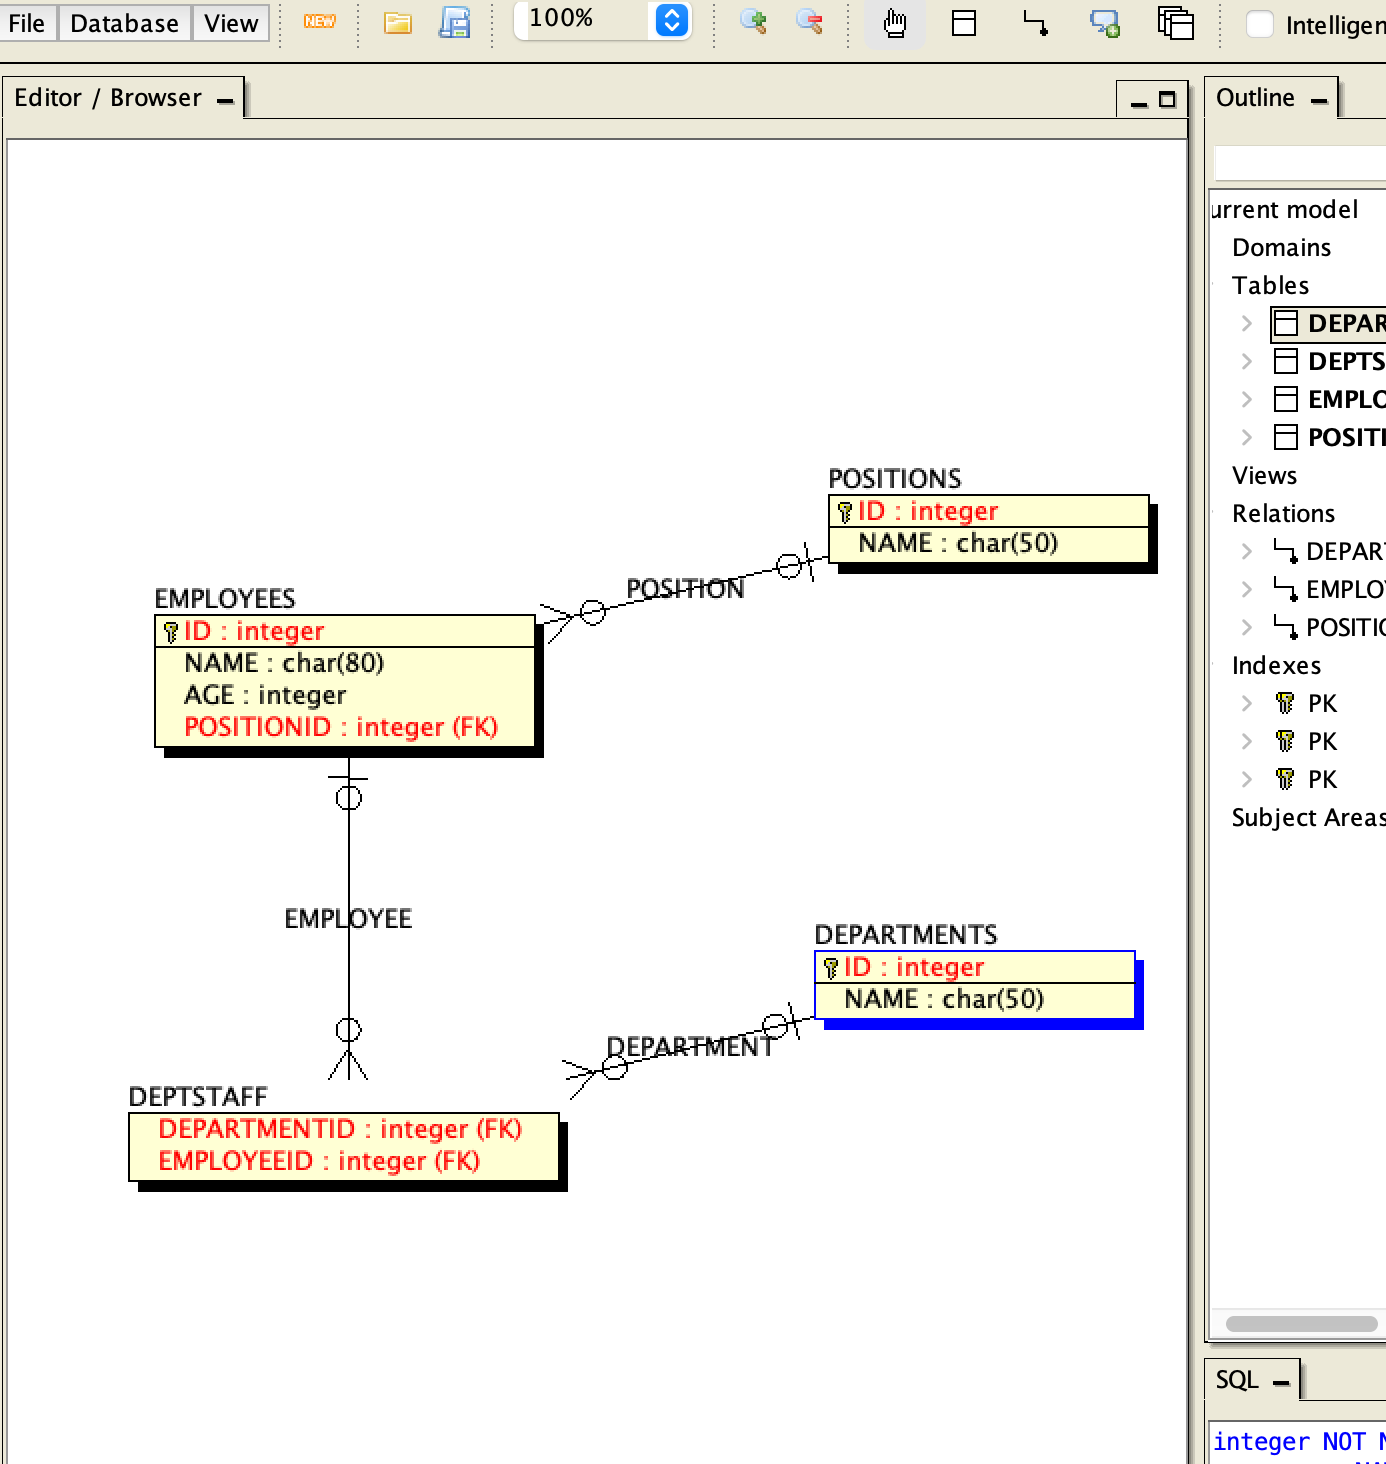 File Database View NEW 100% Intelligen
Editor / Browser
Outline
urrent model
Domains
Tables
DEPAR
DEPTS
EMPLO
POSITI
Views
Relations
DEPAR
EMPLO
POSITIO
Indexes
PK
PK
PK
Subject Areas
POSITIONS
ID : integer
NAME : char(50)
POSITION
EMPLOYEES
ID : integer
NAME : char(80)
AGE : integer
POSITIONID : integer (FK)
EMPLOYEE
DEPARTMENTS
ID : integer
NAME : char(50)
DEPARTMENT
DEPTSTAFF
DEPARTMENTID : integer (FK)
EMPLOYEEID : integer (FK)
SQL
integer NOT N